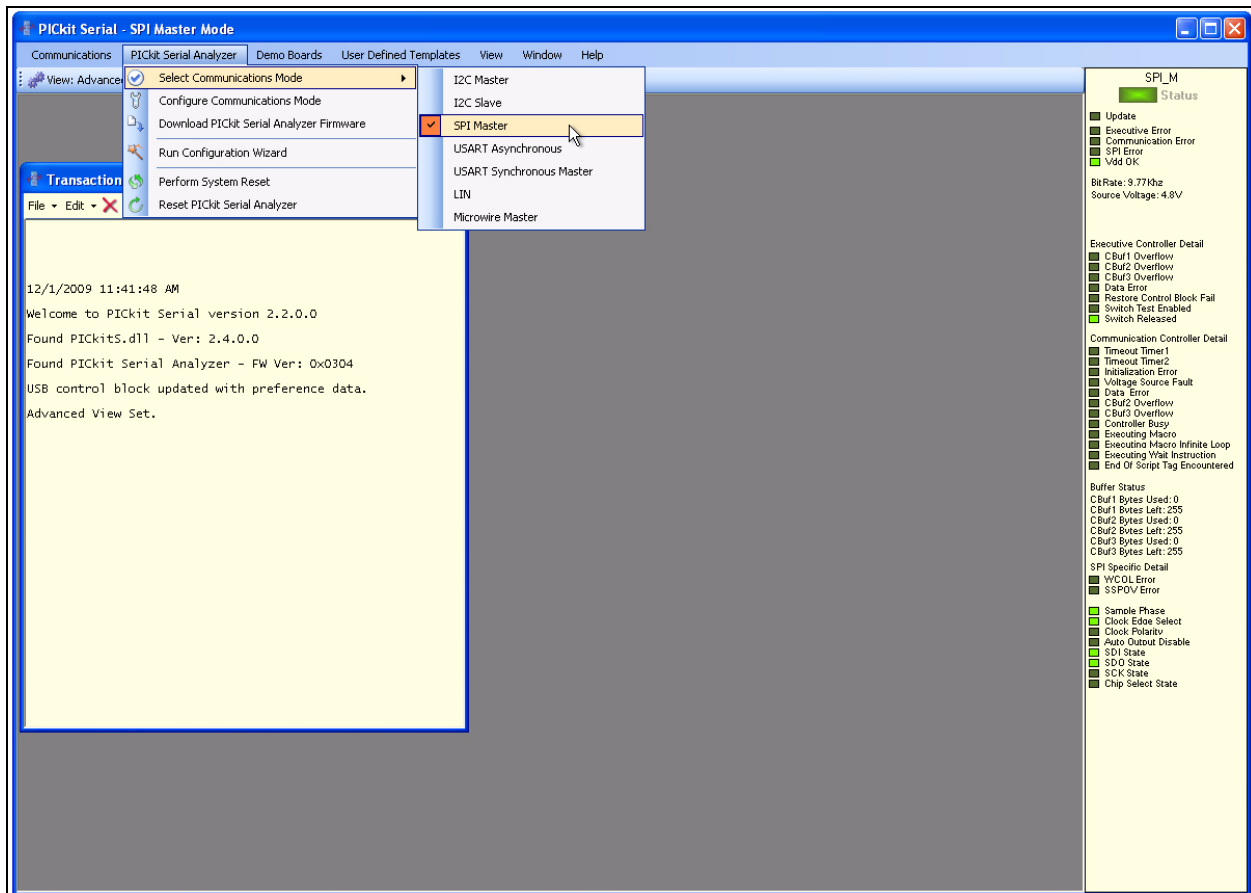 PICkit Serial - SPI Master Mode
Communications PICkit Serial Analyzer Demo Boards User Defined Templates View Window Help
View: Advance
Select Communications Mode
Configure Communications Mode
Download PICkit Serial Analyzer Firmware
Run Configuration Wizard
Perform System Reset
Reset PICkit Serial Analyzer
I2C Master
I2C Slave
SPI Master
USART Asynchronous
USART Synchronous Master
LIN
Microwire Master
Transaction
File Edit
12/1/2009 11:41:48 AM
Welcome to PICkit Serial version 2.2.0.0
Found PICkitS.dll - Ver: 2.4.0.0
Found PICkit Serial Analyzer - FW Ver: 0x0304
USB control block updated with preference data.
Advanced View Set.
SPI_M
Status
Update
Executive Error
Communication Error
SPI Error
Vdd OK
BitRate: 9.77Khz
Source Voltage: 4.8V
Executive Controller Detail
CBuf1 Overflow
CBuf2 Overflow
CBuf3 Overflow
Data Error
Restore Control Block Fail
Switch Test Enabled
Switch Released
Communication Controller Detail
Timeout Timer1
Timeout Timer2
Initialization Error
Voltage Source Fault
Data Error
CBuf2 Overflow
CBuf3 Overflow
Controller Busy
Executing Macro
Executing Macro Infinite Loop
Executing Wait Instruction
End Of Script Tag Encountered
Buffer Status
CBuf1 Bytes Used: 0
CBuf1 Bytes Left: 255
CBuf2 Bytes Used: 0
CBuf2 Bytes Left: 255
CBuf3 Bytes Used: 0
CBuf3 Bytes Left: 255
SPI Specific Detail
WCOL Error
SSPOV Error
Sample Phase
Clock Edge Select
Clock Polarity
Auto Output Disable
SDI State
SDO State
SCK State
Chip Select State